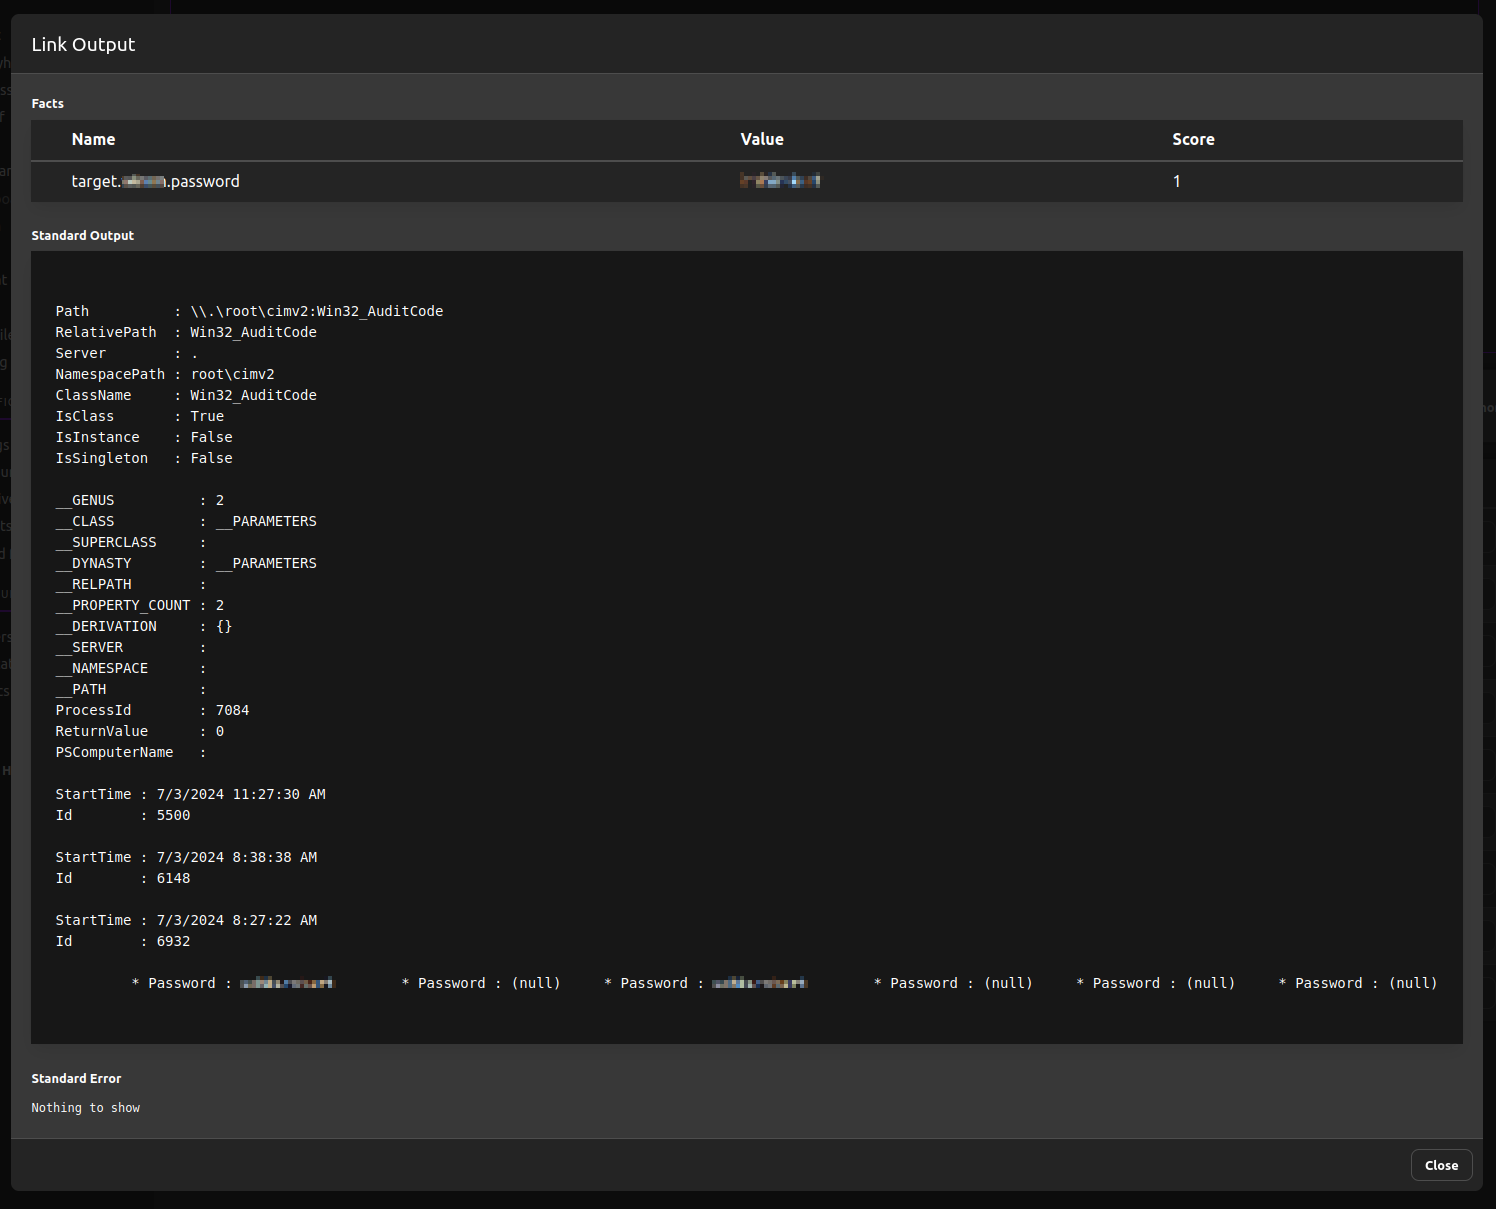 Link Output
Facts
Name Value Score
target. .password 1
Standard Output
Path : \\.\root\cimv2:Win32_AuditCode
RelativePath : Win32_AuditCode
Server : .
NamespacePath : root\cimv2
ClassName : Win32_AuditCode
IsClass : True
IsInstance : False
IsSingleton : False
__GENUS : 2
__CLASS : __PARAMETERS
__SUPERCLASS :
__DYNASTY : __PARAMETERS
__RELPATH :
__PROPERTY_COUNT : 2
__DERIVATION : {}
__SERVER :
__NAMESPACE :
__PATH :
ProcessId : 7084
ReturnValue : 0
PSComputerName :
StartTime : 7/3/2024 11:27:30 AM
Id : 5500
StartTime : 7/3/2024 8:38:38 AM
Id : 6148
StartTime : 7/3/2024 8:27:22 AM
Id : 6932
* Password : * Password : (null) * Password : * Password : (null) * Password : (null) * Password : (null)
Standard Error
Nothing to show
Close